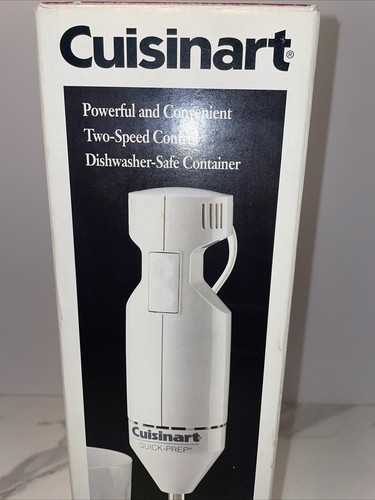 Cuisinart®
Powerful and Convenient
Two-Speed Control
Dishwasher-Safe Container
Cuisinart
QUICK-PREP®